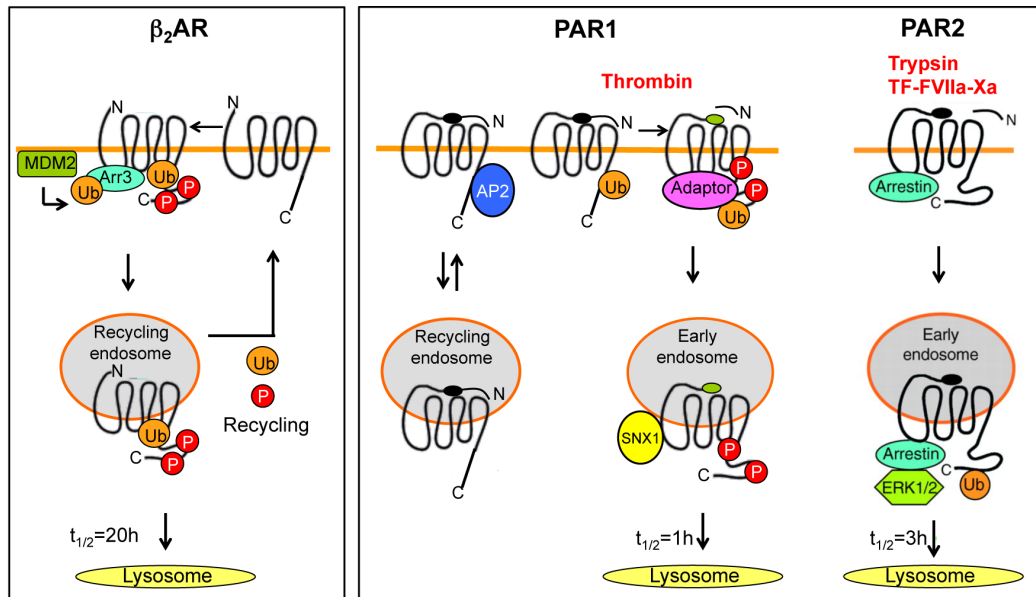 β₂AR
N
MDM2
Ub
Arr3
Ub
P
C
P
C
Recycling
endosome
N
Ub
P
C
P
Ub
P
Recycling
t₁/₂=20h
Lysosome
PAR1
Thrombin
N
AP2
C
N
Ub
C
N
P
Adaptor
P
Ub
P
C
Recycling
endosome
N
C
Early
endosome
N
SNX1
P
C
P
t₁/₂=1h
Lysosome
PAR2
Trypsin
TF-FVIIa-Xa
N
Arrestin
C
Early
endosome
N
Arrestin
C
ERK1/2
Ub
t₁/₂=3h
Lysosome